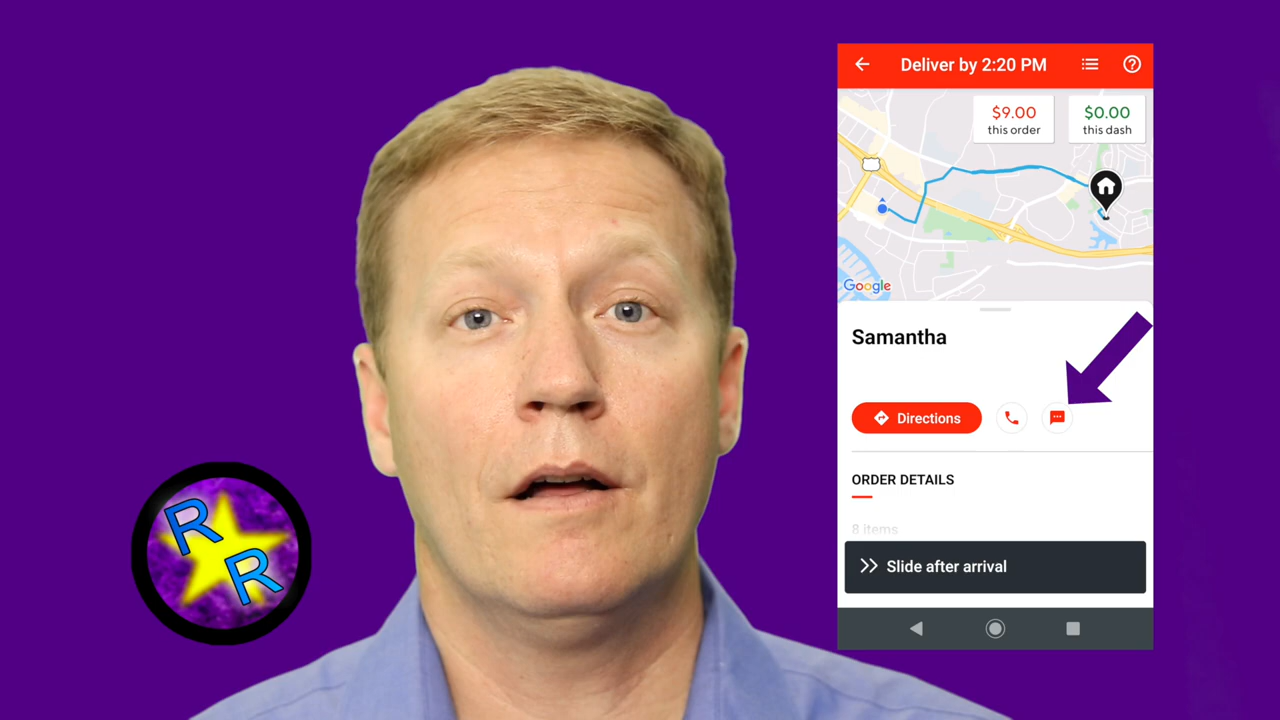 Deliver by 2:20 PM
$9.00
this order
$0.00
this dash
Google
Samantha
Directions
ORDER DETAILS
8 items
Slide after arrival
R
R